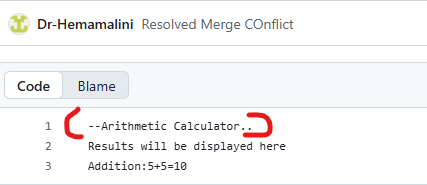 Dr-Hemamalini Resolved Merge COnflict
Code Blame
1 --Arithmetic Calculator..
2 Results will be displayed here
3 Addition:5+5=10